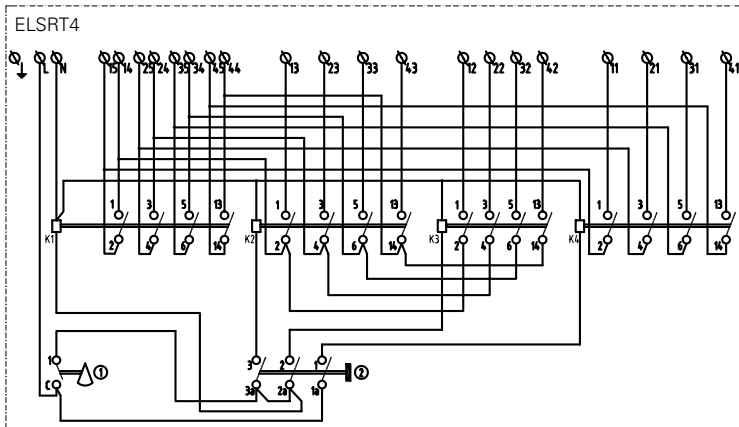 ELSRT4
L N 15 14 25 24 35 34 45 44 13 23 33 43 12 22 32 42 11 21 31 41
1 3 5 13 1 3 5 13 1 3 5 13 1 3 5 13
K1 K2 K3 K4
2 4 6 14 2 4 6 14 2 4 6 14 2 4 6 14
1 ① 3 2 1 ②
C 3a 2a 1a